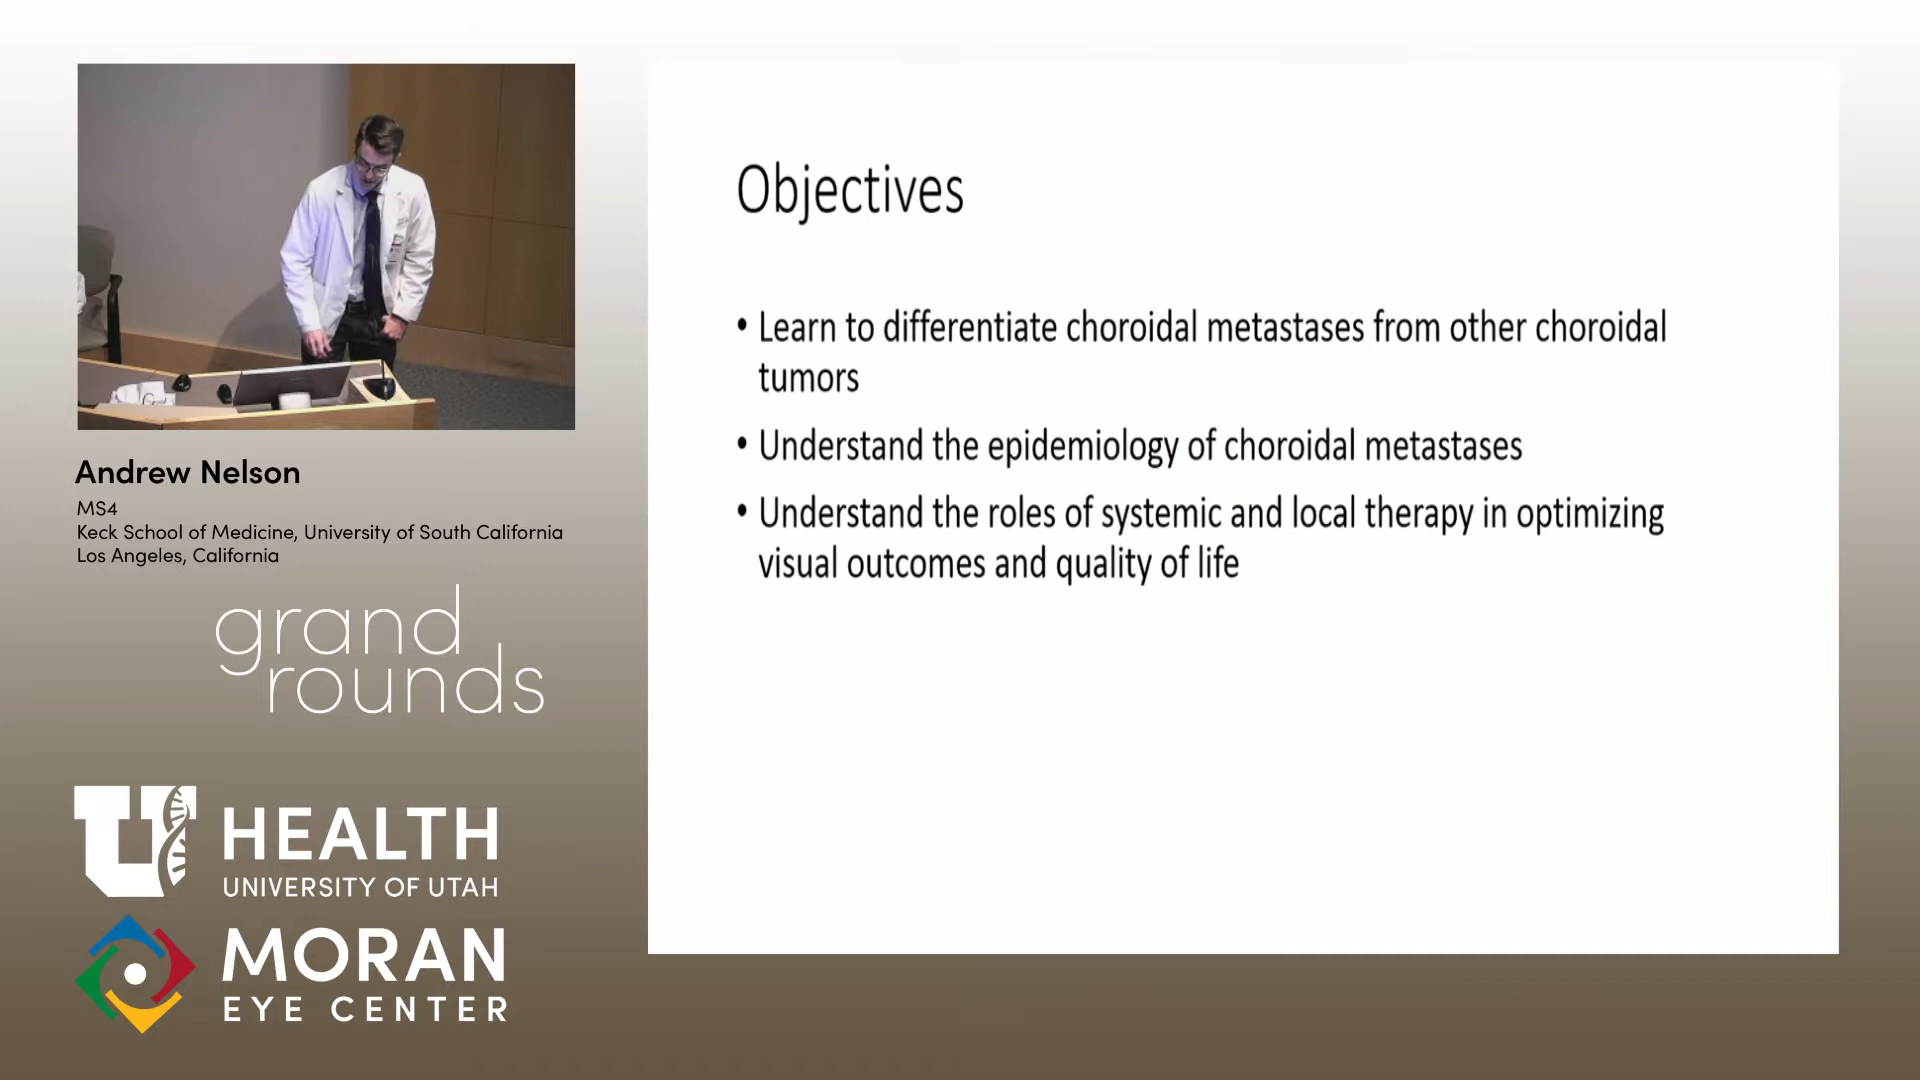 Andrew Nelson
MS4
Keck School of Medicine, University of South California
Los Angeles, California
grand
rounds
HEALTH
UNIVERSITY OF UTAH
MORAN
EYE CENTER
Objectives
• Learn to differentiate choroidal metastases from other choroidal
tumors
• Understand the epidemiology of choroidal metastases
• Understand the roles of systemic and local therapy in optimizing
visual outcomes and quality of life